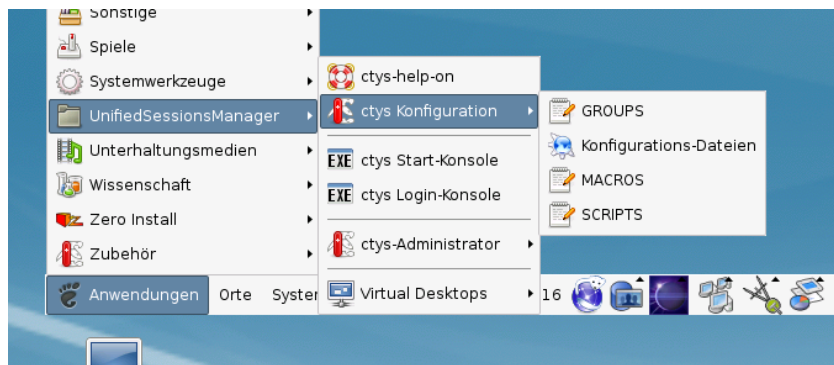 Sonstige
Spiele
Systemwerkzeuge
UnifiedSessionsManager
Unterhaltungsmedien
Wissenschaft
Zero Install
Zubehör
Anwendungen Orte Syster 16
ctys-help-on
ctys Konfiguration
EXE ctys Start-Konsole
EXE ctys Login-Konsole
ctys-Administrator
Virtual Desktops
GROUPS
Konfigurations-Dateien
MACROS
SCRIPTS